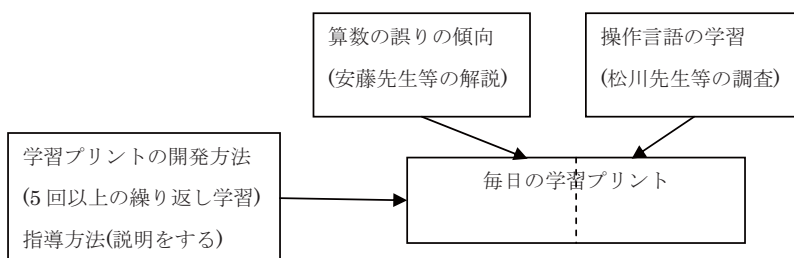 算数の誤りの傾向
(安藤先生等の解説)
操作言語の学習
(松川先生等の調査)
学習プリントの開発方法
(5 回以上の繰り返し学習)
指導方法(説明をする)
毎日の学習プリント